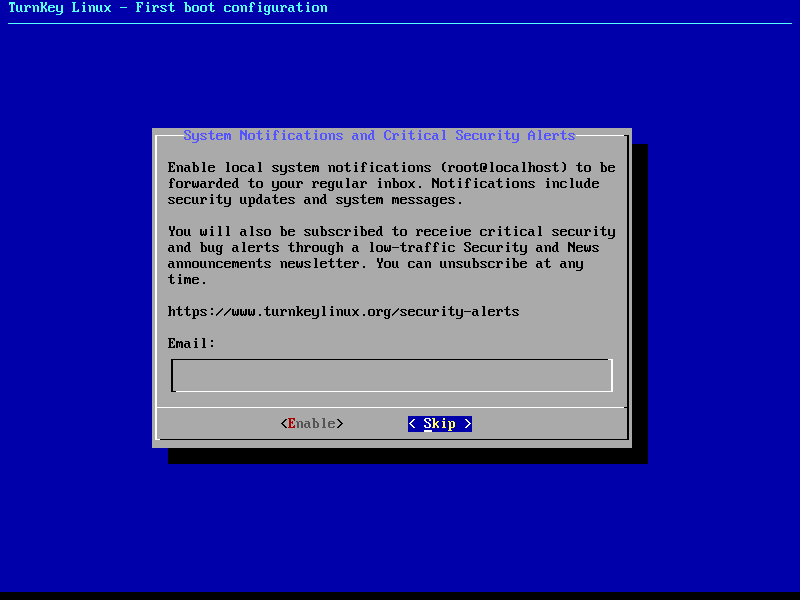 TurnKey Linux - First boot configuration
System Notifications and Critical Security Alerts
Enable local system notifications (root@localhost) to be
forwarded to your regular inbox. Notifications include
security updates and system messages.
You will also be subscribed to receive critical security
and bug alerts through a low-traffic Security and News
announcements newsletter. You can unsubscribe at any
time.
https://www.turnkeylinux.org/security-alerts
Email:
<Enable> < Skip >